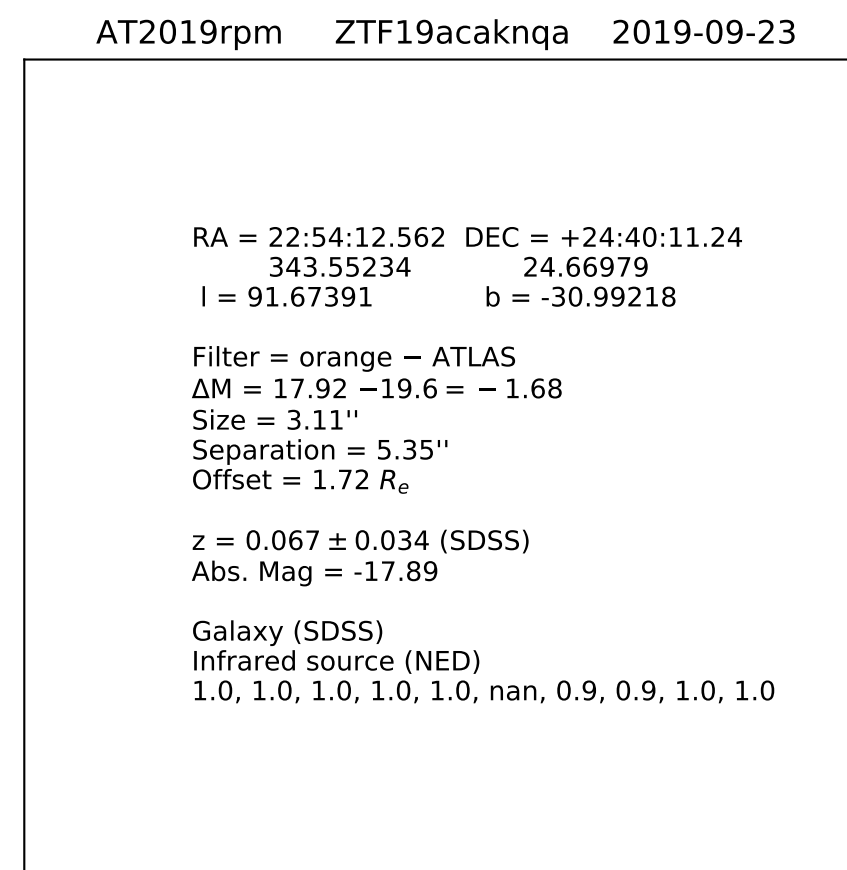 AT2019rpm ZTF19acaknqa 2019-09-23
RA = 22:54:12.562 DEC = +24:40:11.24
343.55234 24.66979
l = 91.67391 b = -30.99218
Filter = orange − ATLAS
ΔM = 17.92 −19.6 = − 1.68
Size = 3.11''
Separation = 5.35''
Offset = 1.72 Rₑ
z = 0.067 ± 0.034 (SDSS)
Abs. Mag = -17.89
Galaxy (SDSS)
Infrared source (NED)
1.0, 1.0, 1.0, 1.0, 1.0, nan, 0.9, 0.9, 1.0, 1.0